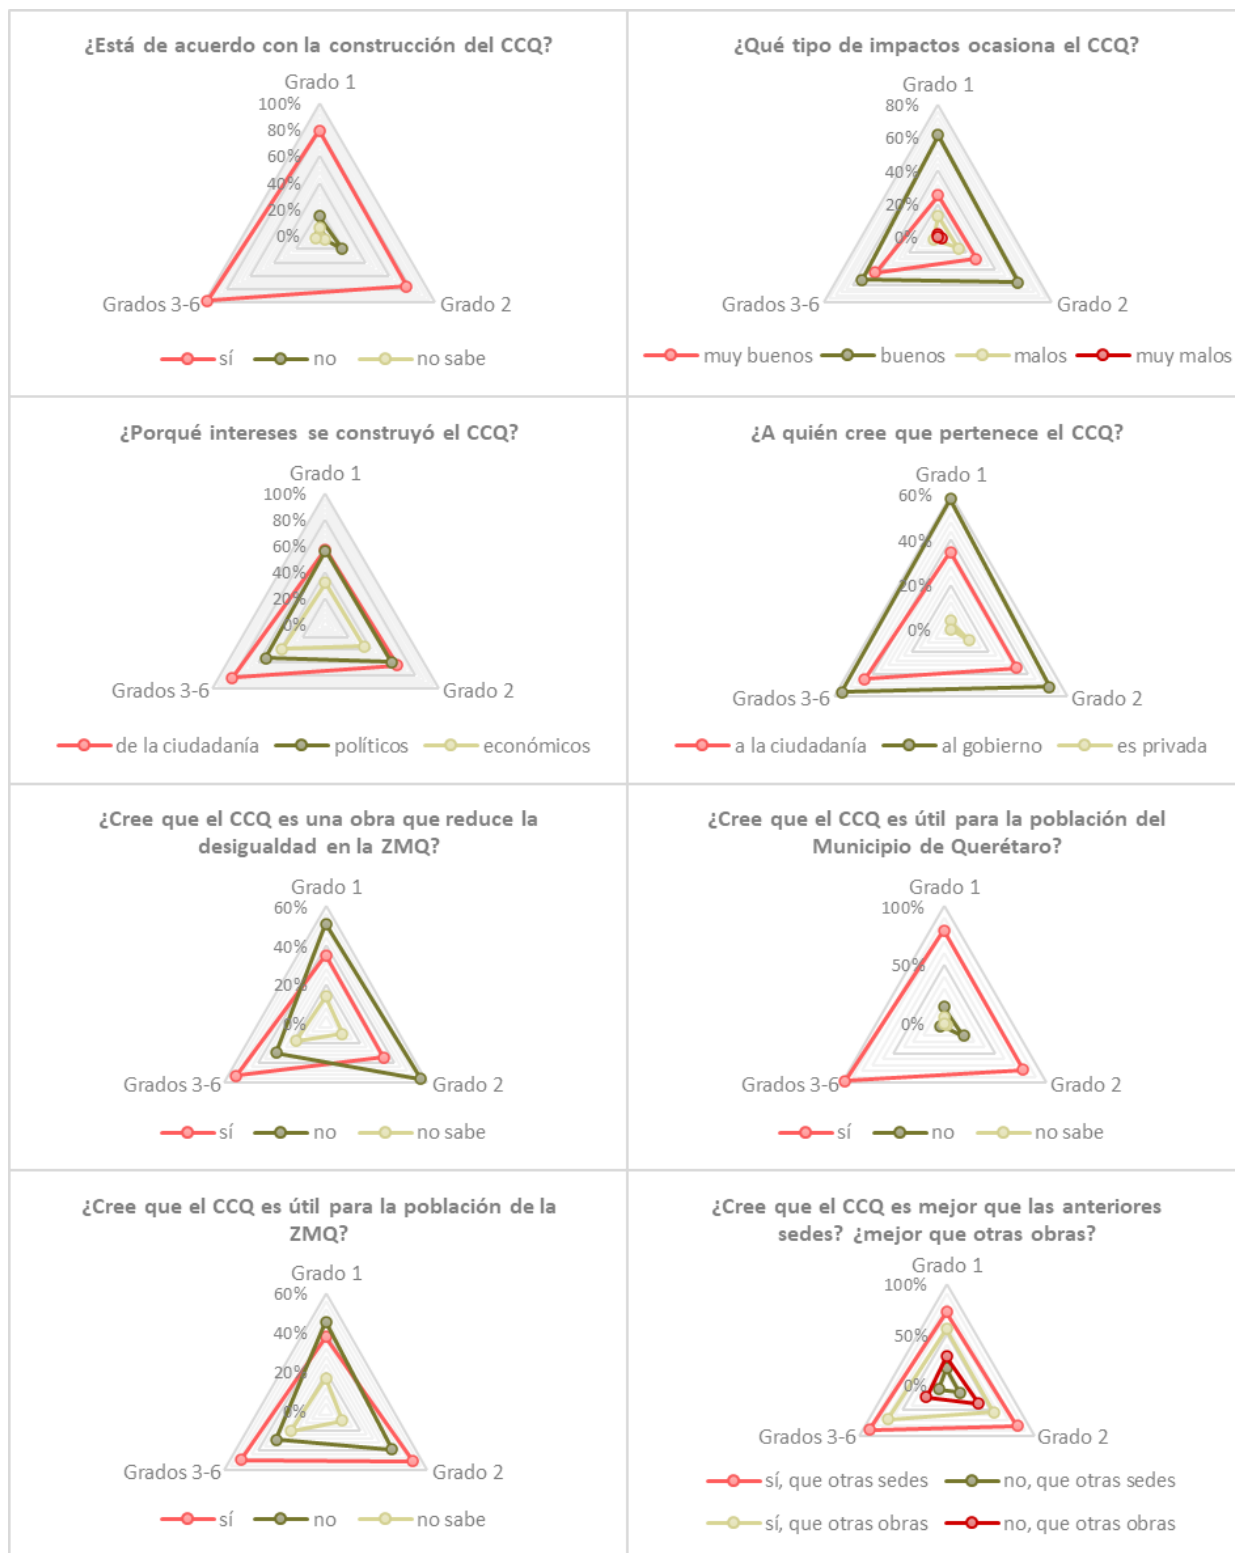 ¿Está de acuerdo con la construcción del CCQ?
Grado 1
100%
80%
60%
40%
20%
0%
Grados 3-6
Grado 2
sí no no sabe
¿Qué tipo de impactos ocasiona el CCQ?
Grado 1
80%
60%
40%
20%
0%
Grados 3-6
Grado 2
muy buenos buenos malos muy malos
¿Porqué intereses se construyó el CCQ?
Grado 1
100%
80%
60%
40%
20%
0%
Grados 3-6
Grado 2
de la ciudadanía políticos económicos
¿A quién cree que pertenece el CCQ?
Grado 1
60%
40%
20%
0%
Grados 3-6
Grado 2
a la ciudadanía al gobierno es privada
¿Cree que el CCQ es una obra que reduce la
desigualdad en la ZMQ?
Grado 1
60%
40%
20%
0%
Grados 3-6
Grado 2
sí no no sabe
¿Cree que el CCQ es útil para la población del
Municipio de Querétaro?
Grado 1
100%
50%
0%
Grados 3-6
Grado 2
sí no no sabe
¿Cree que el CCQ es útil para la población de la
ZMQ?
Grado 1
60%
40%
20%
0%
Grados 3-6
Grado 2
sí no no sabe
¿Cree que el CCQ es mejor que las anteriores
sedes? ¿mejor que otras obras?
Grado 1
100%
50%
0%
Grados 3-6
Grado 2
sí, que otras sedes no, que otras sedes
sí, que otras obras no, que otras obras